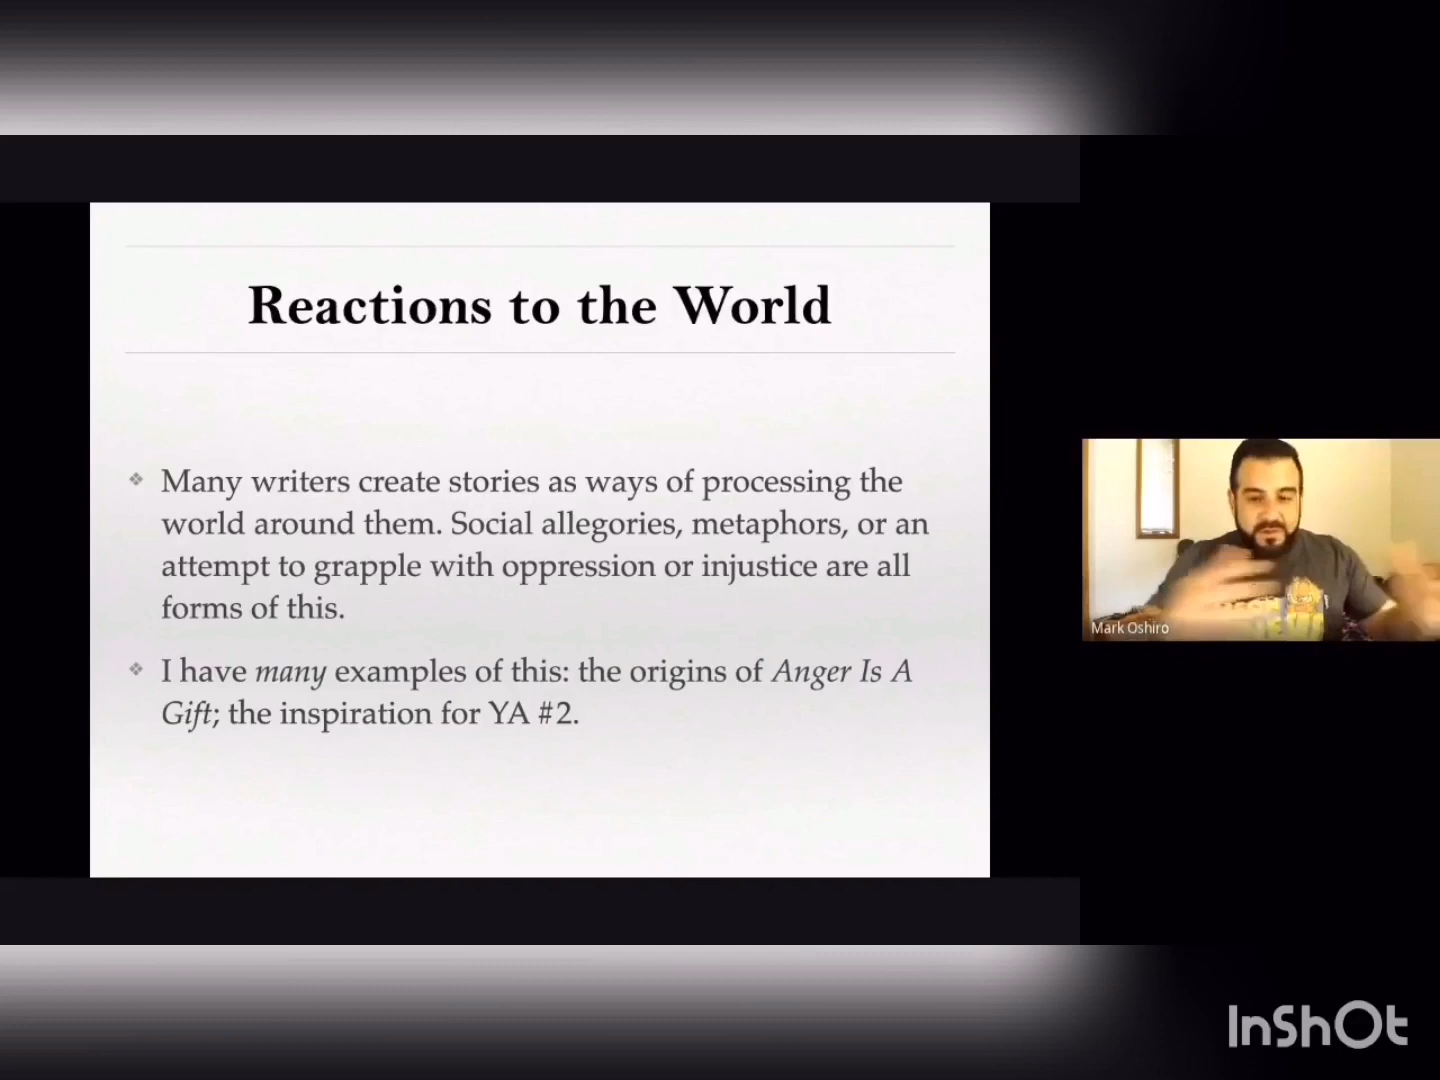 Reactions to the World
❖ Many writers create stories as ways of processing the
world around them. Social allegories, metaphors, or an
attempt to grapple with oppression or injustice are all
forms of this.
❖ I have many examples of this: the origins of Anger Is A
Gift; the inspiration for YA #2.
Mark Oshiro
InShOt